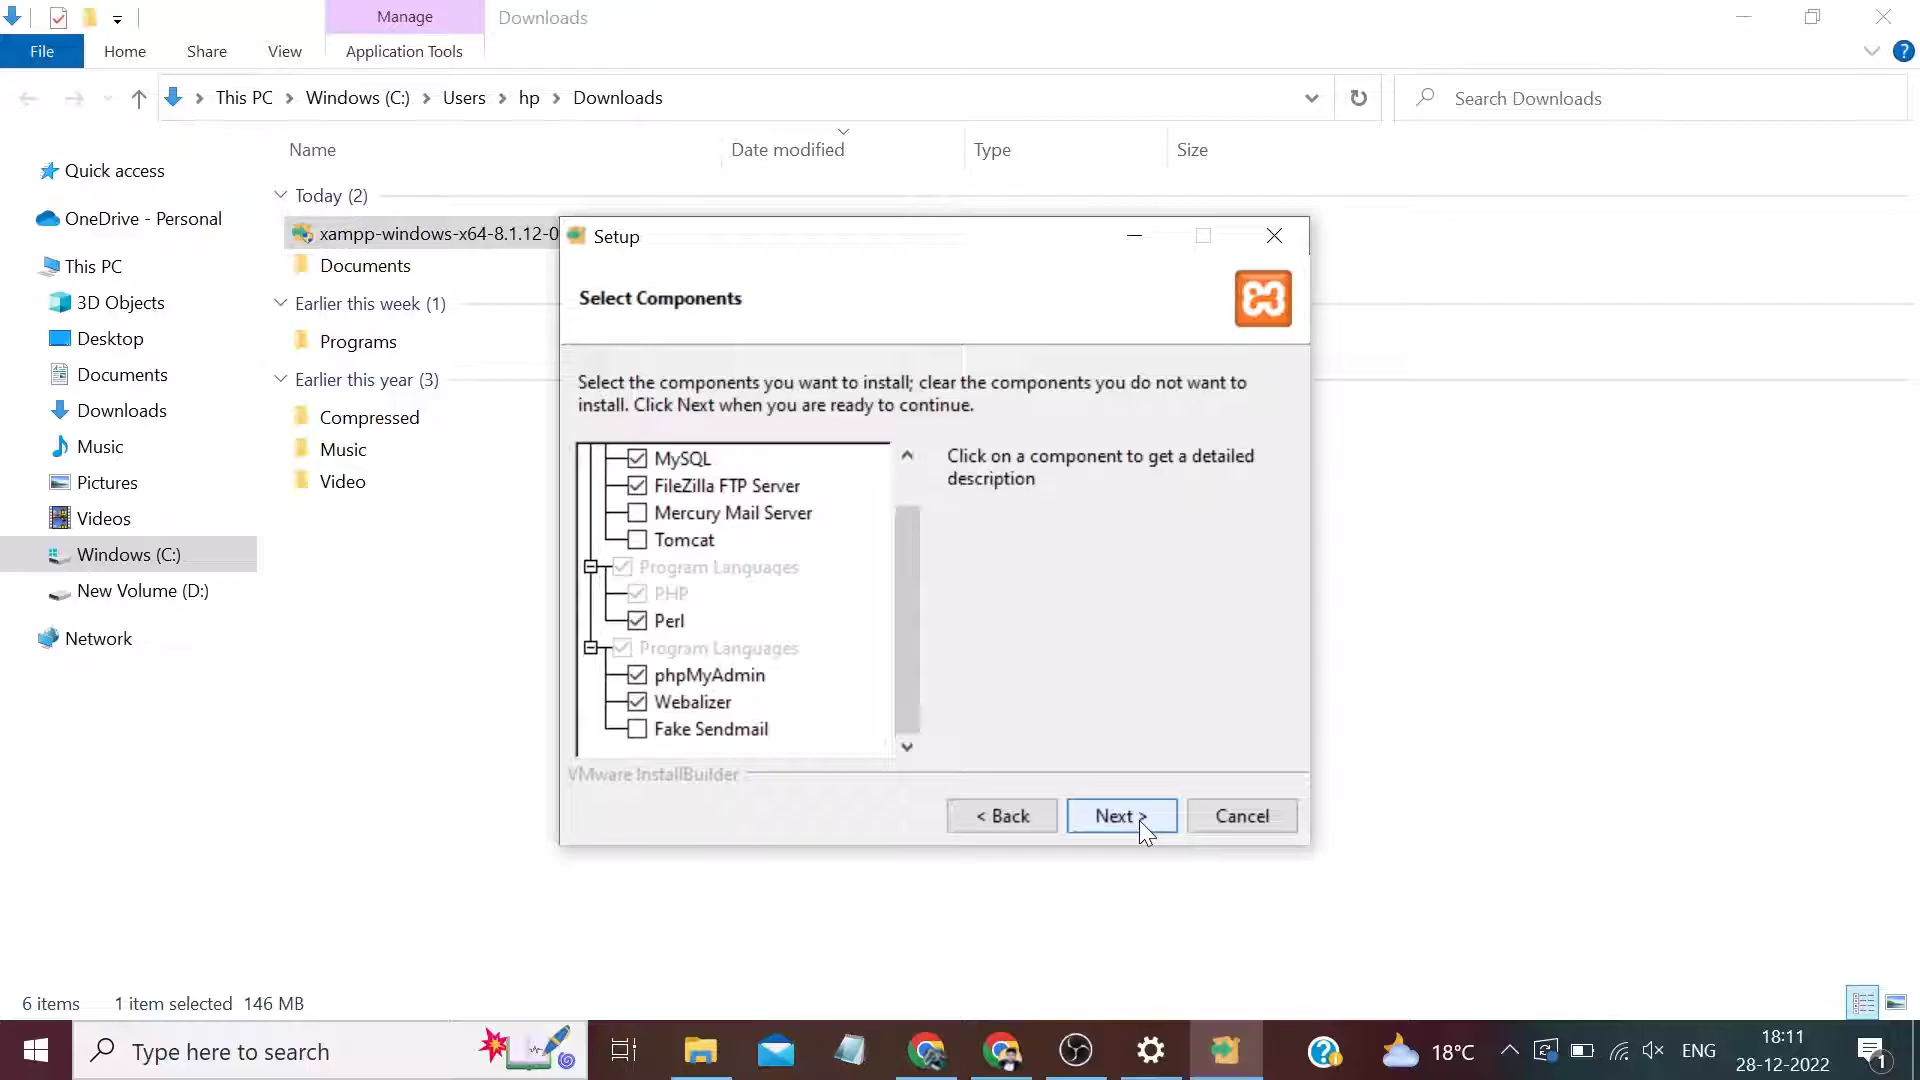 Manage
Downloads
File
Home
Share
View
Application Tools
This PC
Windows (C:)
Users
hp
Downloads
Search Downloads
Name
Date modified
Type
Size
Quick access
OneDrive - Personal
This PC
3D Objects
Desktop
Documents
Downloads
Music
Pictures
Videos
Windows (C:)
New Volume (D:)
Network
Today (2)
xampp-windows-x64-8.1.12-0
Documents
Earlier this week (1)
Programs
Earlier this year (3)
Compressed
Music
Video
Setup
Select Components
Select the components you want to install; clear the components you do not want to
install. Click Next when you are ready to continue.
MySQL
FileZilla FTP Server
Mercury Mail Server
Tomcat
Program Languages
PHP
Perl
Program Languages
phpMyAdmin
Webalizer
Fake Sendmail
Click on a component to get a detailed
description
VMware InstallBuilder
< Back
Next >
Cancel
6 items
1 item selected 146 MB
Type here to search
18°C
ENG
18:11
28-12-2022
1